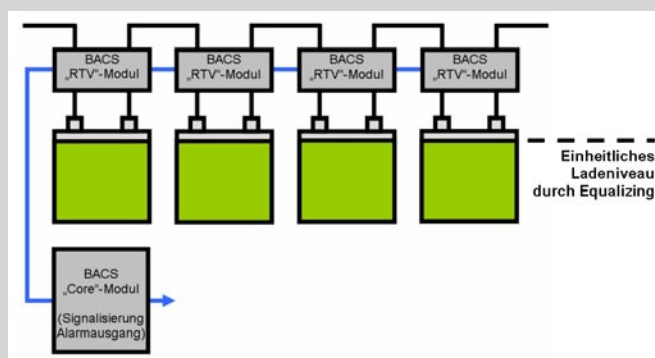 BACS
„RTV“-Modul
BACS
„RTV“-Modul
BACS
„RTV“-Modul
BACS
„RTV“-Modul
Einheitliches
Ladeniveau
durch Equalizing
BACS
„Core“-Modul
(Signalisierung
Alarmausgang)